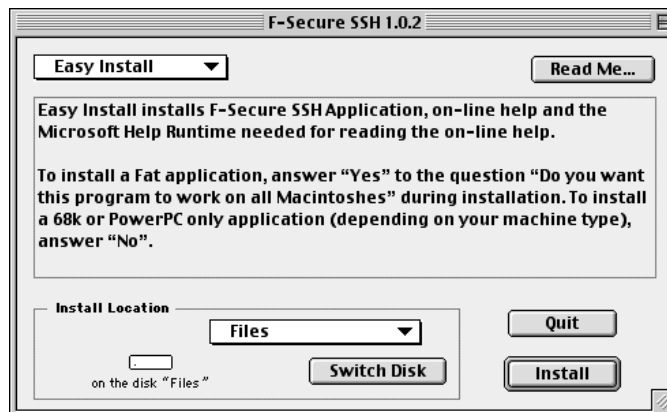 F-Secure SSH 1.0.2
Easy Install
Read Me...
Easy Install installs F-Secure SSH Application, on-line help and the
Microsoft Help Runtime needed for reading the on-line help.
To install a Fat application, answer “Yes” to the question “Do you want
this program to work on all Macintoshes” during installation. To install
a 68k or PowerPC only application (depending on your machine type),
answer “No”.
Install Location
Files
Quit
on the disk “Files”
Switch Disk
Install